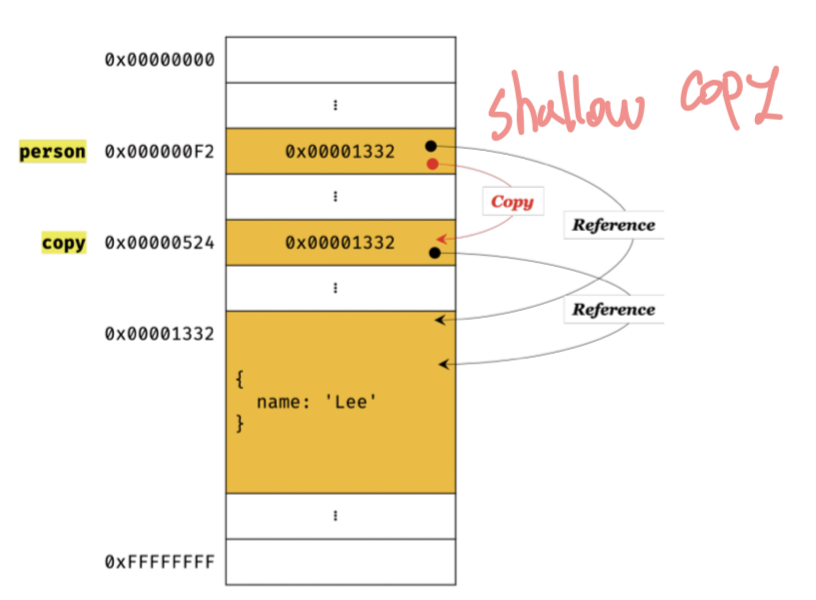 0x00000000
shallow copy
⋮
person 0x000000F2 0x00001332
⋮
Copy
Reference
copy 0x00000524 0x00001332
⋮
Reference
0x00001332
{
name: 'Lee'
}
⋮
0xFFFFFFFF